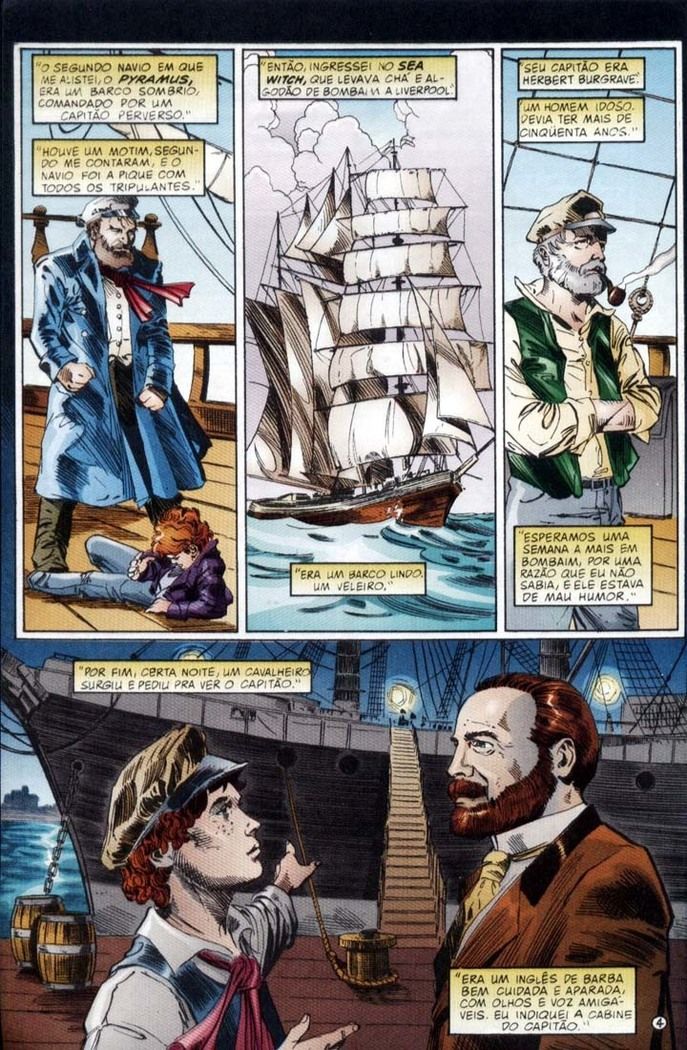 "O SEGUNDO NAVIO EM QUE
ME ALISTEI, O PYRAMUS,
ERA UM BARCO SOMBRIO,
COMANDADO POR UM
CAPITÃO PERVERSO."
"HOUVE UM MOTIM, SEGUN-
DO ME CONTARAM, E O
NAVIO FOI A PIQUE COM
TODOS OS TRIPULANTES."
"ENTÃO, INGRESSEI NO SEA
WITCH, QUE LEVAVA CHÁ E AL-
GODÃO DE BOMBAIM A LIVERPOOL."
"ERA UM BARCO LINDO.
UM VELEIRO."
"SEU CAPITÃO ERA
HERBERT BURGRAVE."
"UM HOMEM IDOSO.
DEVIA TER MAIS DE
CINQÜENTA ANOS."
"ESPERAMOS UMA
SEMANA A MAIS EM
BOMBAIM, POR UMA
RAZÃO QUE EU NÃO
SABIA, E ELE ESTAVA
DE MAU HUMOR."
"POR FIM, CERTA NOITE, UM CAVALHEIRO
SURGIU E PEDIU PRA VER O CAPITÃO."
"ERA UM INGLÊS DE BARBA
BEM CUIDADA E APARADA,
COM OLHOS E VOZ AMIGÁ-
VEIS. EU INDIQUEI A CABINE
DO CAPITÃO."
4